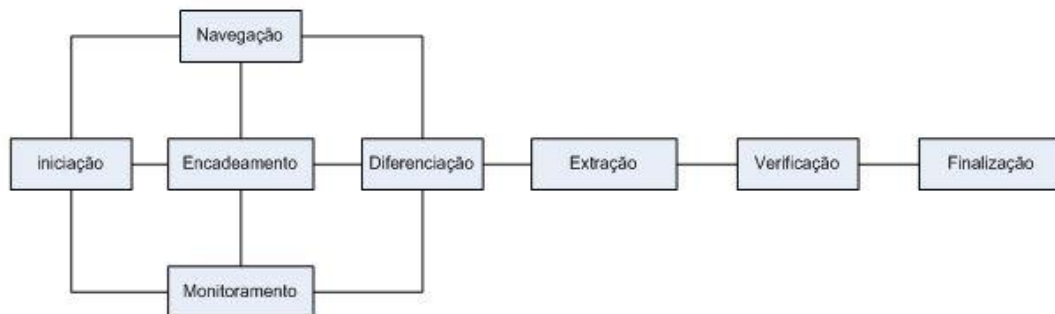 Navegação
iniciação
Encadeamento
Diferenciação
Extração
Verificação
Finalização
Monitoramento